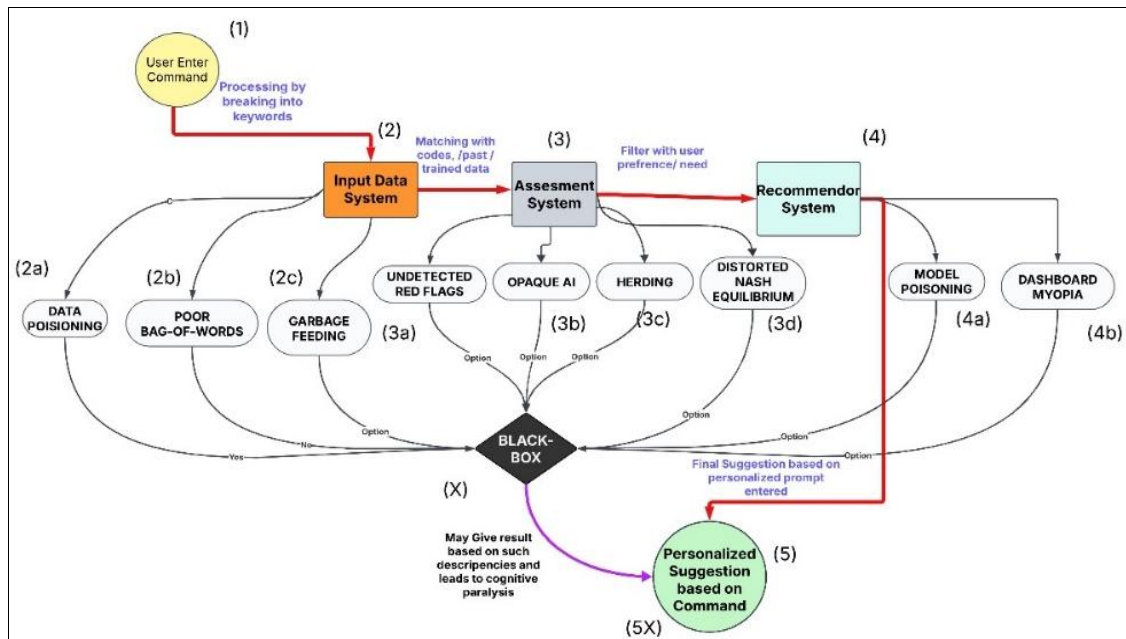 (1)
User Enter
Command
Processing by
breaking into
keywords
(2)
Input Data
System
Matching with
codes, /past /
trained data
(3)
Assesment
System
Filter with user
prefrence/ need
(4)
Recommendor
System
(2a)
DATA
POISIONING
(2b)
POOR
BAG-OF-WORDS
(2c)
GARBAGE
FEEDING
UNDETECTED
RED FLAGS
(3a)
OPAQUE AI
(3b)
HERDING
(3c)
DISTORTED
NASH
EQUILIBRIUM
(3d)
MODEL
POISONING
(4a)
DASHBOARD
MYOPIA
(4b)
Yes
No
Option
Option
Option
Option
Option
Option
Option
BLACK-
BOX
(X)
May Give result
based on such
descripencies and
leads to cognitive
paralysis
Final Suggestion based on
personalized prompt
entered
Personalized
Suggestion
based on
Command
(5)
(5X)